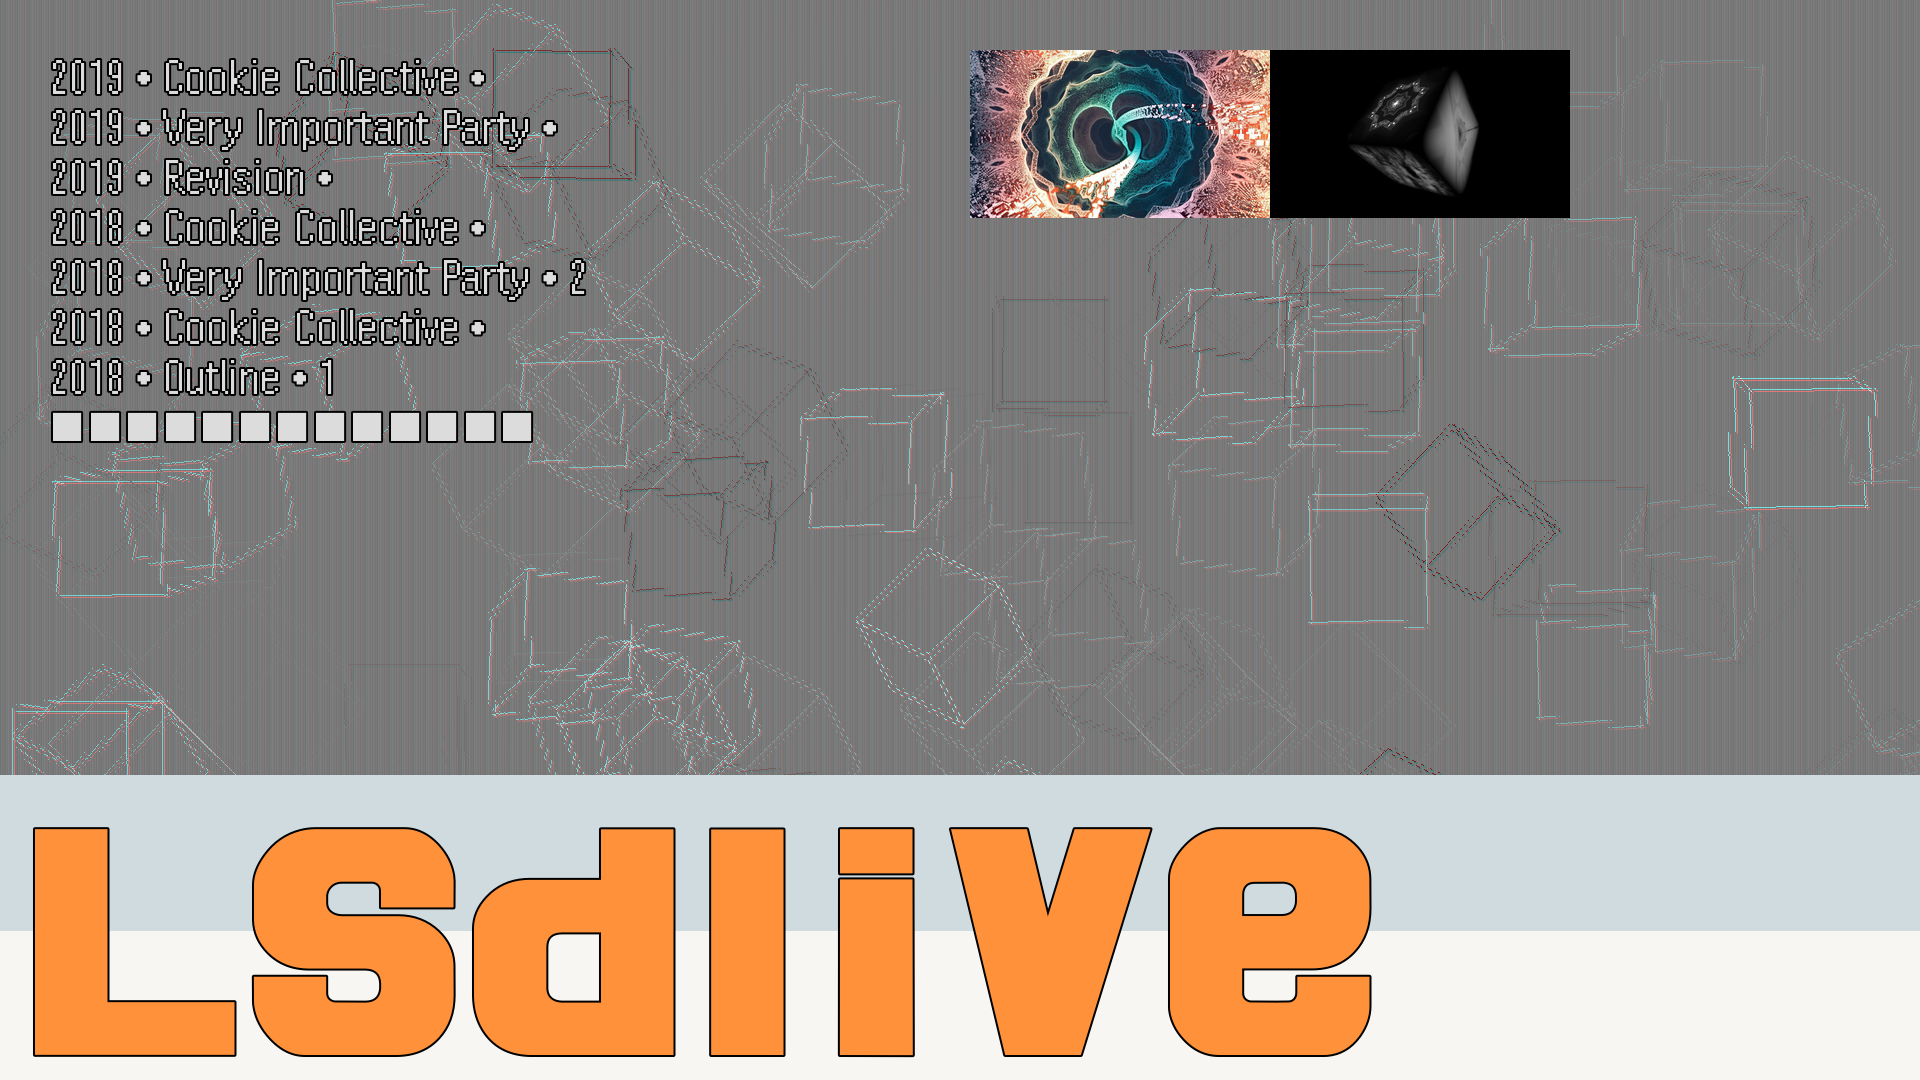 2019 • Cookie Collective •
2019 • Very Important Party •
2019 • Revision •
2018 • Cookie Collective •
2018 • Very Important Party • 2
2018 • Cookie Collective •
2018 • Outline • 1
Lsdlive